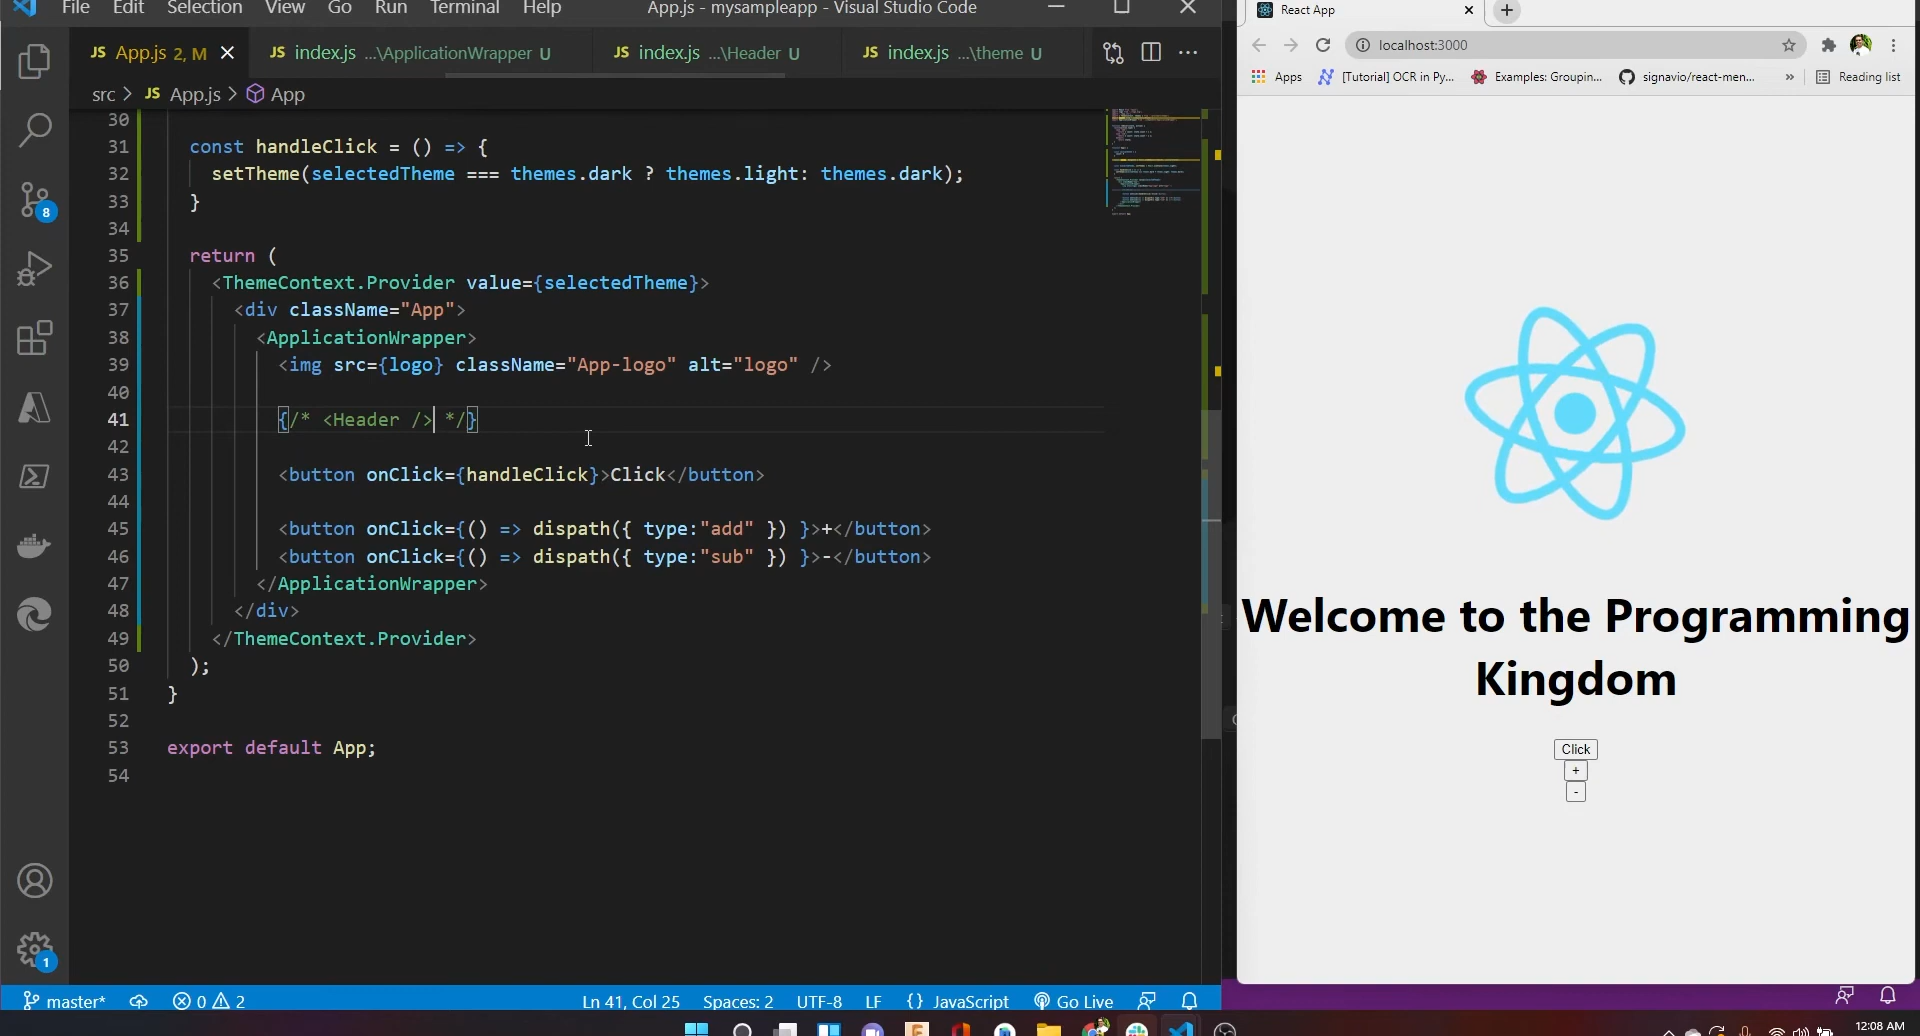 File Edit Selection View Go Run Terminal Help App.js - mysampleapp - Visual Studio Code
JS App.js 2, M JS index.js ...\ApplicationWrapper U JS index.js ...\Header U JS index.js ...\theme U
src > JS App.js > App
30
31 const handleClick = () => {
32 setTheme(selectedTheme === themes.dark ? themes.light: themes.dark);
33 }
34
35 return (
36 <ThemeContext.Provider value={selectedTheme}>
37 <div className="App">
38 <ApplicationWrapper>
39 <img src={logo} className="App-logo" alt="logo" />
40
41 {/* <Header /> */}
42
43 <button onClick={handleClick}>Click</button>
44
45 <button onClick={() => dispath({ type:"add" }) }>+</button>
46 <button onClick={() => dispath({ type:"sub" }) }>-</button>
47 </ApplicationWrapper>
48 </div>
49 </ThemeContext.Provider>
50 );
51 }
52
53 export default App;
54
8
1
master* 0 2 Ln 41, Col 25 Spaces: 2 UTF-8 LF {} JavaScript Go Live
React App
localhost:3000
Apps [Tutorial] OCR in Py... Examples: Groupin... signavio/react-men... » Reading list
Welcome to the Programming
Kingdom
Click
+
-
12:08 AM